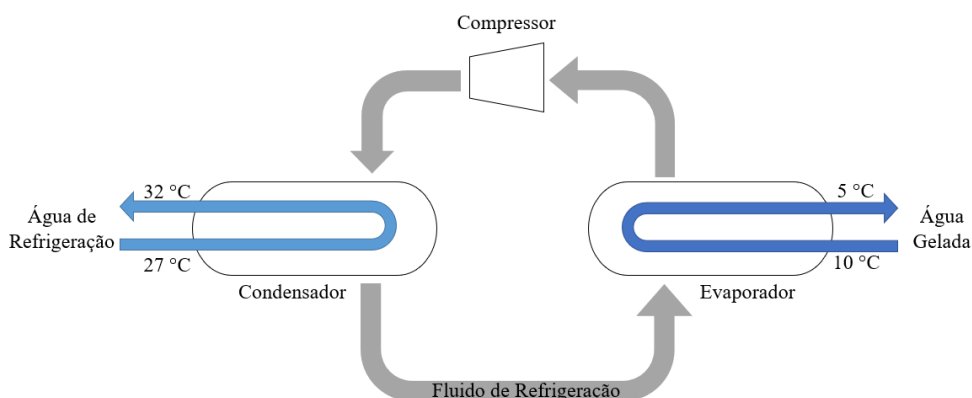 Compressor
32 °C
Água de
Refrigeração
27 °C
Condensador
5 °C
Água
Gelada
10 °C
Evaporador
Fluido de Refrigeração